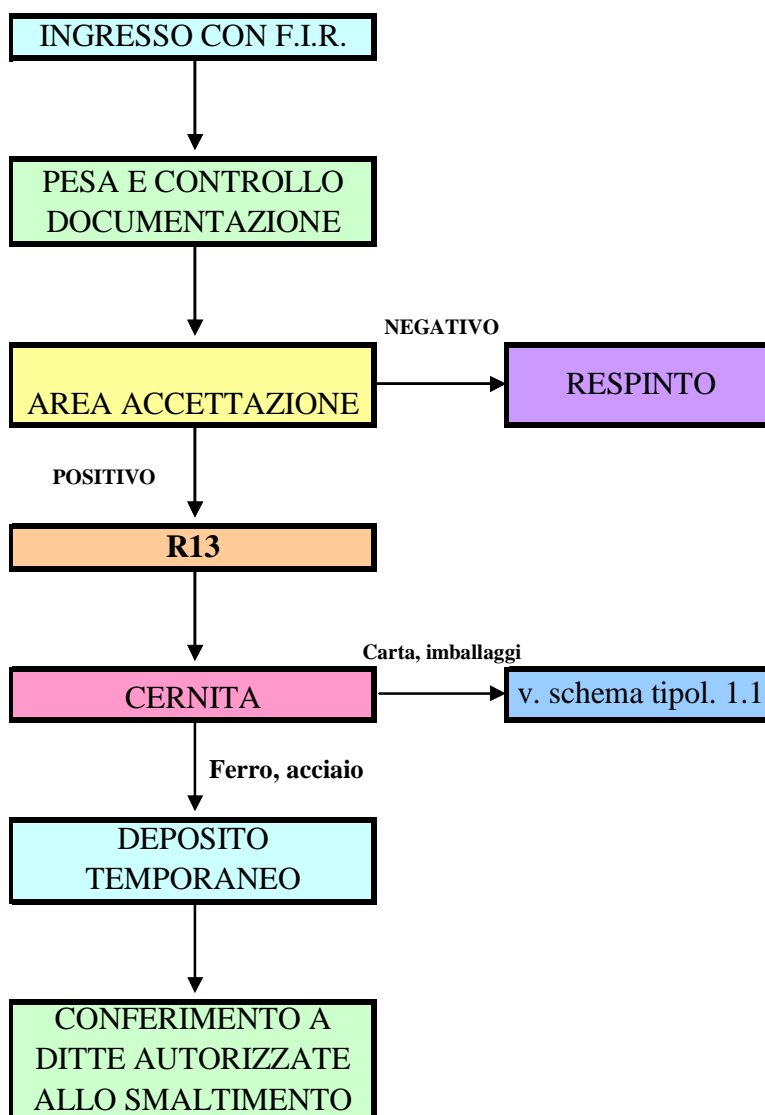 INGRESSO CON F.I.R.
PESA E CONTROLLO
DOCUMENTAZIONE
NEGATIVO
AREA ACCETTAZIONE
RESPINTO
POSITIVO
R13
Carta, imballaggi
CERNITA
v. schema tipol. 1.1
Ferro, acciaio
DEPOSITO
TEMPORANEO
CONFERIMENTO A
DITTE AUTORIZZATE
ALLO SMALTIMENTO